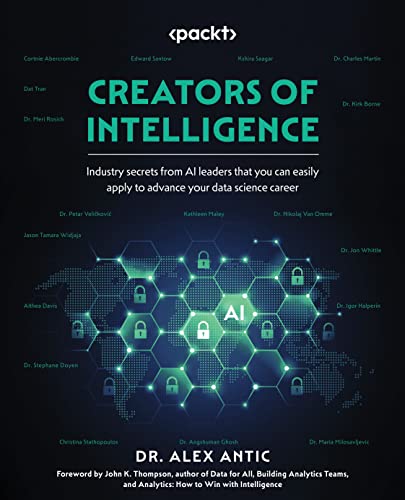 <packt>
Corinne Abercrombie Edward Santow Kshira Saagar Dr. Charles Martin
Dat Tran
Dr. Kirk Borne
Dr. Meri Rosich
CREATORS OF
INTELLIGENCE
Industry secrets from AI leaders that you can easily
apply to advance your data science career
Dr. Petar Veličković Kathleen Maley Dr. Nikolaj Van Omme
Jason Tamara Widjaja
Dr. Jon Whittle
Althea Davis
Dr. Igor Halperin
AI
Dr. Stephane Doyen
Christina Stathopoulos Dr. Angshuman Ghosh Dr. Maria Milosavljevic
DR. ALEX ANTIC
Foreword by John K. Thompson, author of Data for All, Building Analytics Teams,
and Analytics: How to Win with Intelligence